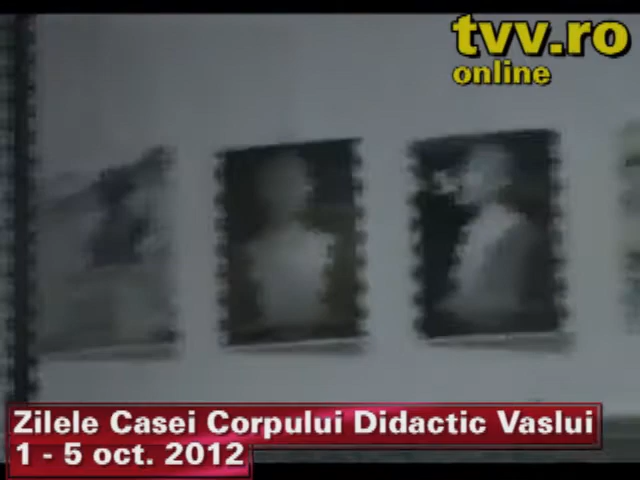 tvv.ro
online
Zilele Casei Corpului Didactic Vaslui
1 - 5 oct. 2012